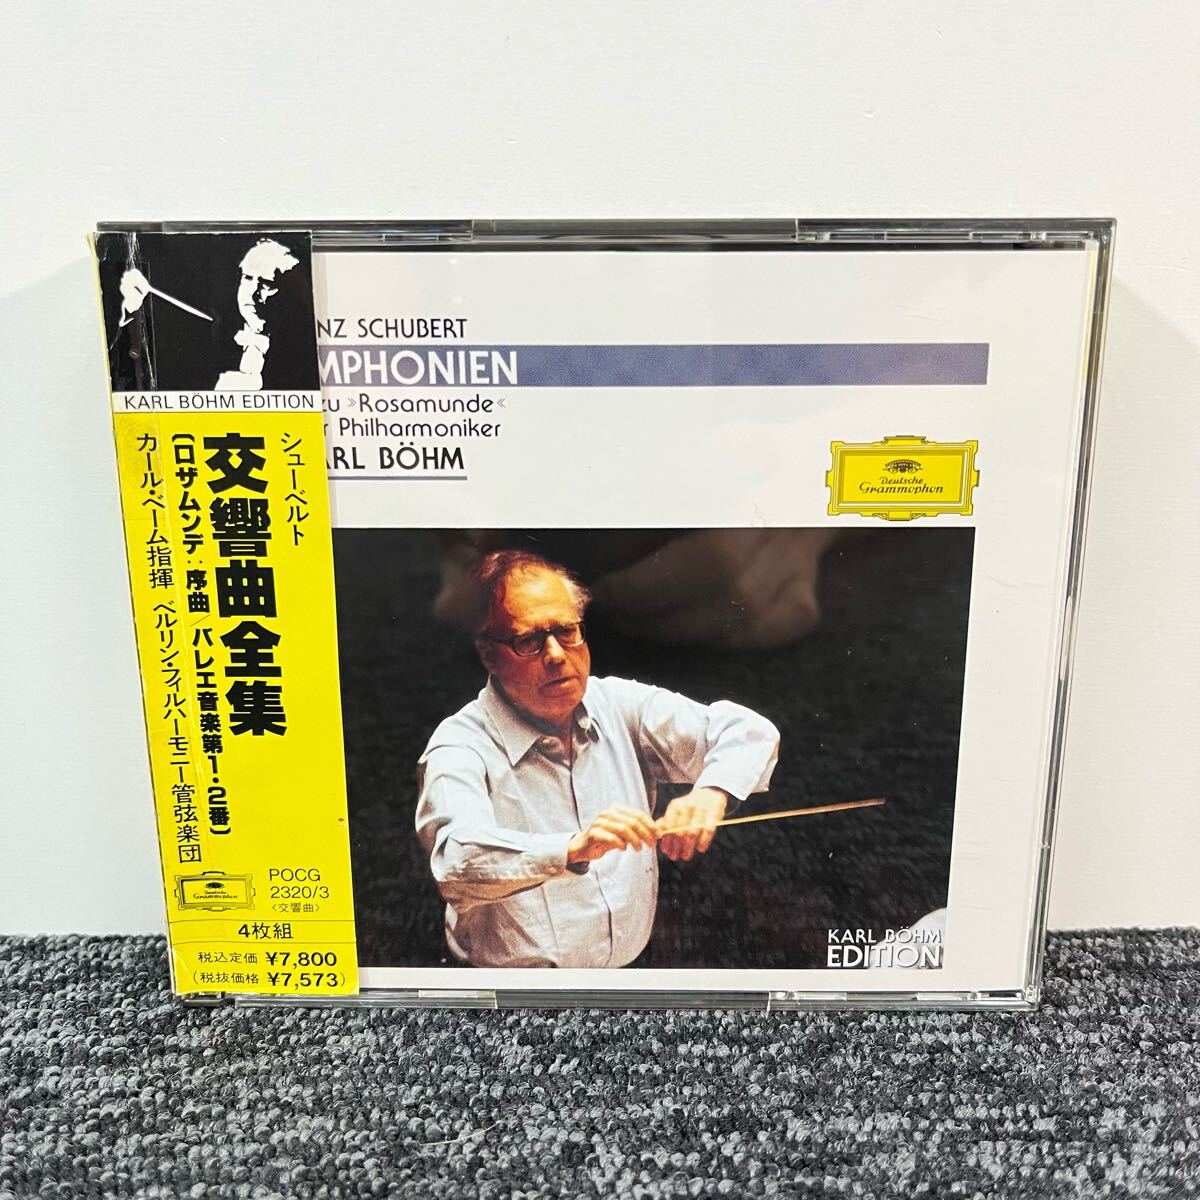 KARL BÖHM EDITION
シューベルト
交響曲全集
(ロザムンデ:序曲/バレエ音楽第1・2番)
カール・ベーム指揮 ベルリン・フィルハーモニー管弦楽団
Deutsche
Grammophon
POCG
2320/3
〈交響曲〉
4枚組
税込定価 ¥7,800
(税抜価格 ¥7,573)
NZ SCHUBERT
MPHONIEN
zu »Rosamunde«
r Philharmoniker
ARL BÖHM
Deutsche
Grammophon
KARL BÖHM
EDITION